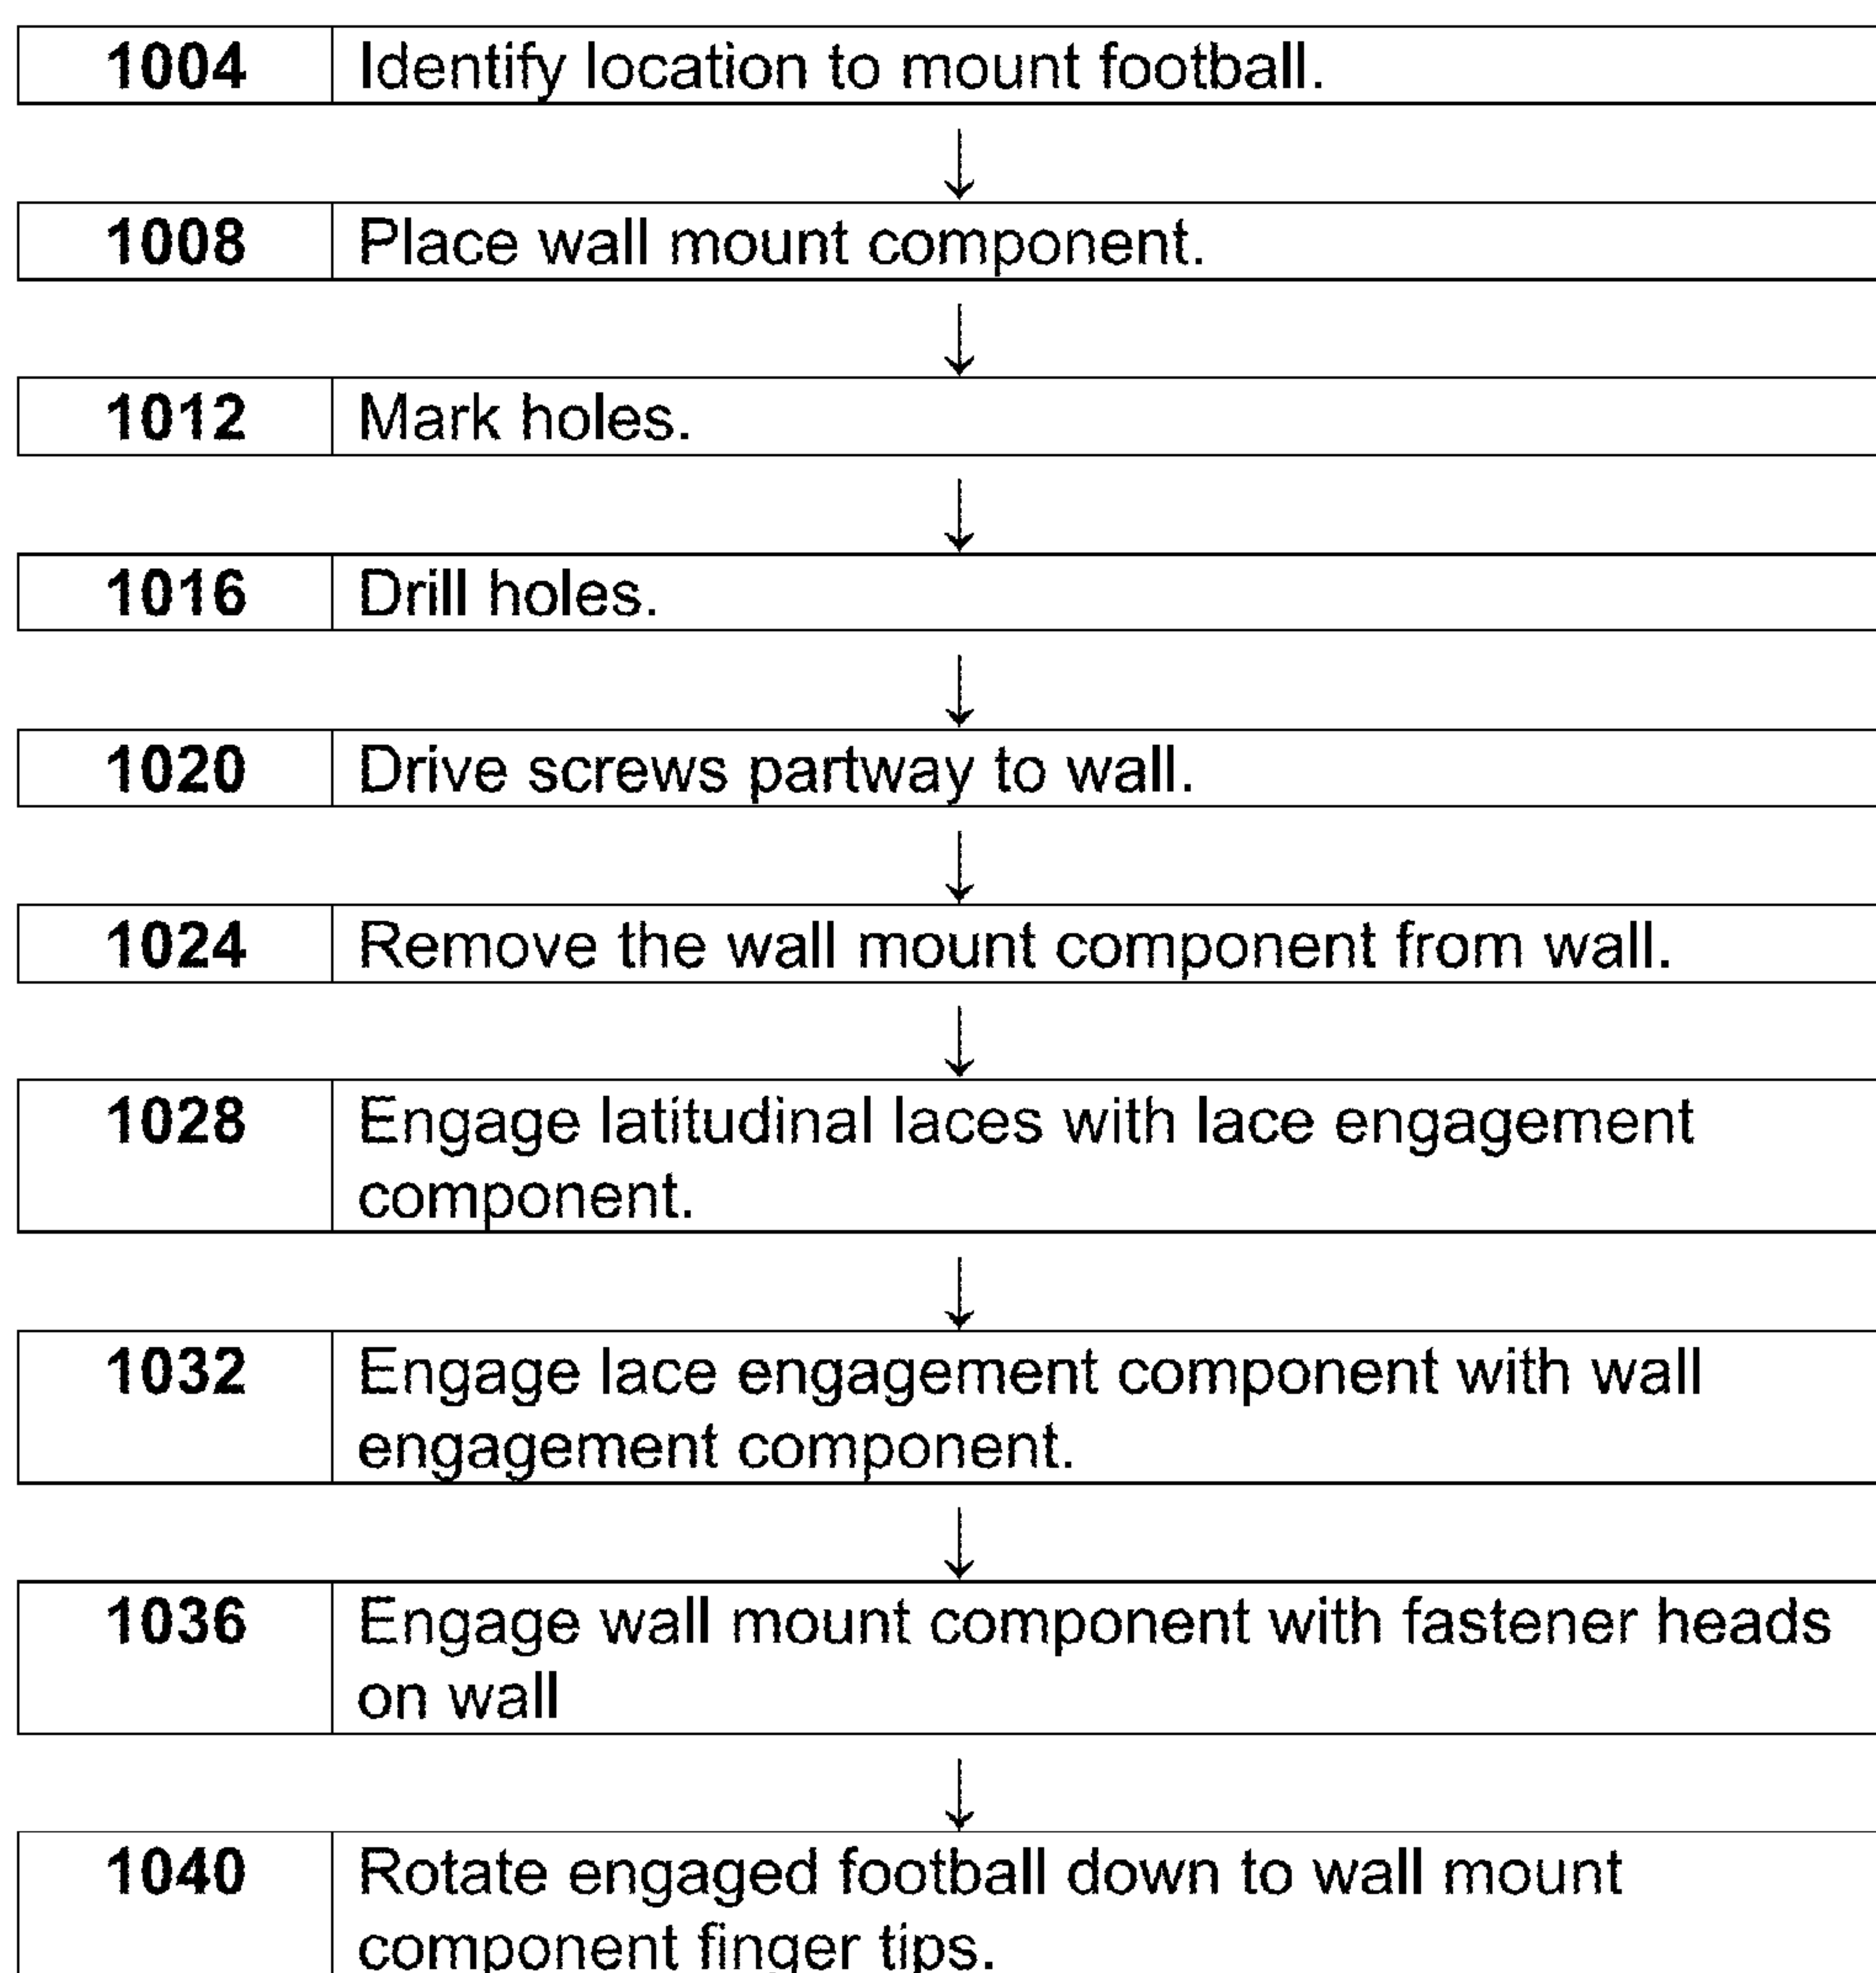 1004 Identify location to mount football.
1008 Place wall mount component.
1012 Mark holes.
1016 Drill holes.
1020 Drive screws partway to wall.
1024 Remove the wall mount component from wall.
1028 Engage latitudinal laces with lace engagement
component.
1032 Engage lace engagement component with wall
engagement component.
1036 Engage wall mount component with fastener heads
on wall
1040 Rotate engaged football down to wall mount
component finger tips.